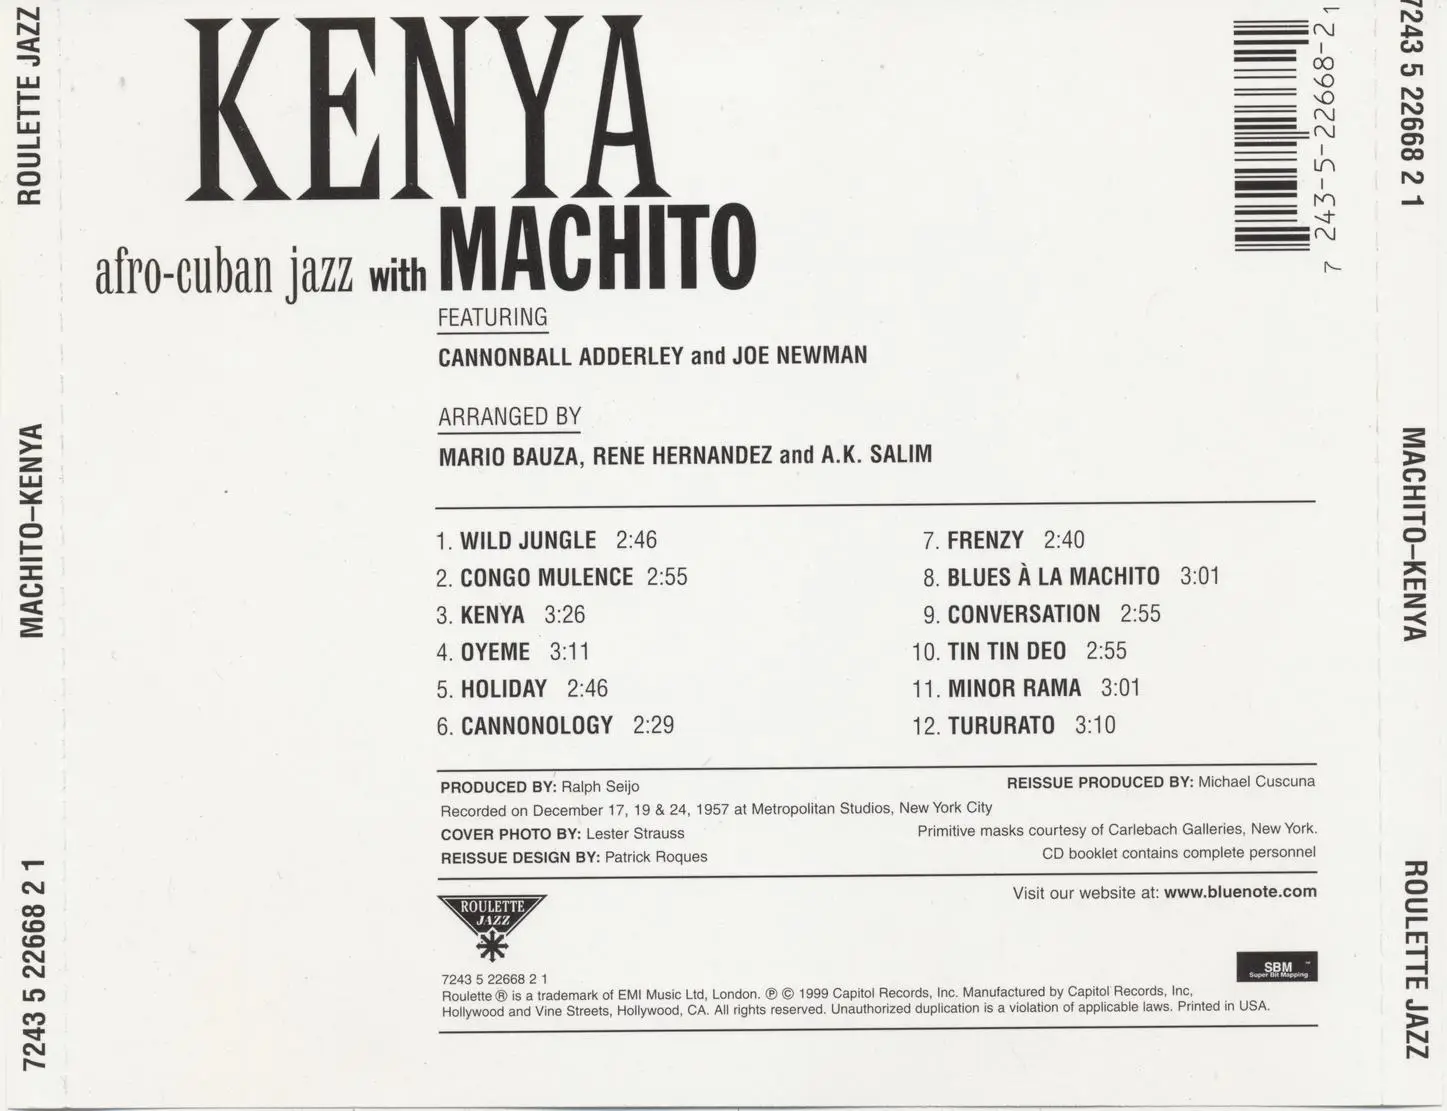 KENYA
afro-cuban jazz with MACHITO
FEATURING
CANNONBALL ADDERLEY and JOE NEWMAN
ARRANGED BY
MARIO BAUZA, RENE HERNANDEZ and A.K. SALIM
1. WILD JUNGLE 2:46
2. CONGO MULENCE 2:55
3. KENYA 3:26
4. OYEME 3:11
5. HOLIDAY 2:46
6. CANNONOLOGY 2:29
7. FRENZY 2:40
8. BLUES À LA MACHITO 3:01
9. CONVERSATION 2:55
10. TIN TIN DEO 2:55
11. MINOR RAMA 3:01
12. TURURATO 3:10
PRODUCED BY: Ralph Seijo
REISSUE PRODUCED BY: Michael Cuscuna
Recorded on December 17, 19 & 24, 1957 at Metropolitan Studios, New York City
COVER PHOTO BY: Lester Strauss
Primitive masks courtesy of Carlebach Galleries, New York.
REISSUE DESIGN BY: Patrick Roques
CD booklet contains complete personnel
Visit our website at: www.bluenote.com
ROULETTE
JAZZ
SBM
Super Bit Mapping
7243 5 22668 2 1
Roulette ® is a trademark of EMI Music Ltd, London. ℗ © 1999 Capitol Records, Inc. Manufactured by Capitol Records, Inc,
Hollywood and Vine Streets, Hollywood, CA. All rights reserved. Unauthorized duplication is a violation of applicable laws. Printed in USA.
7243 5 22668 2 1 MACHITO–KENYA ROULETTE JAZZ
7243 5 22668 2 1 MACHITO–KENYA ROULETTE JAZZ
7 243-5-22668-2 1